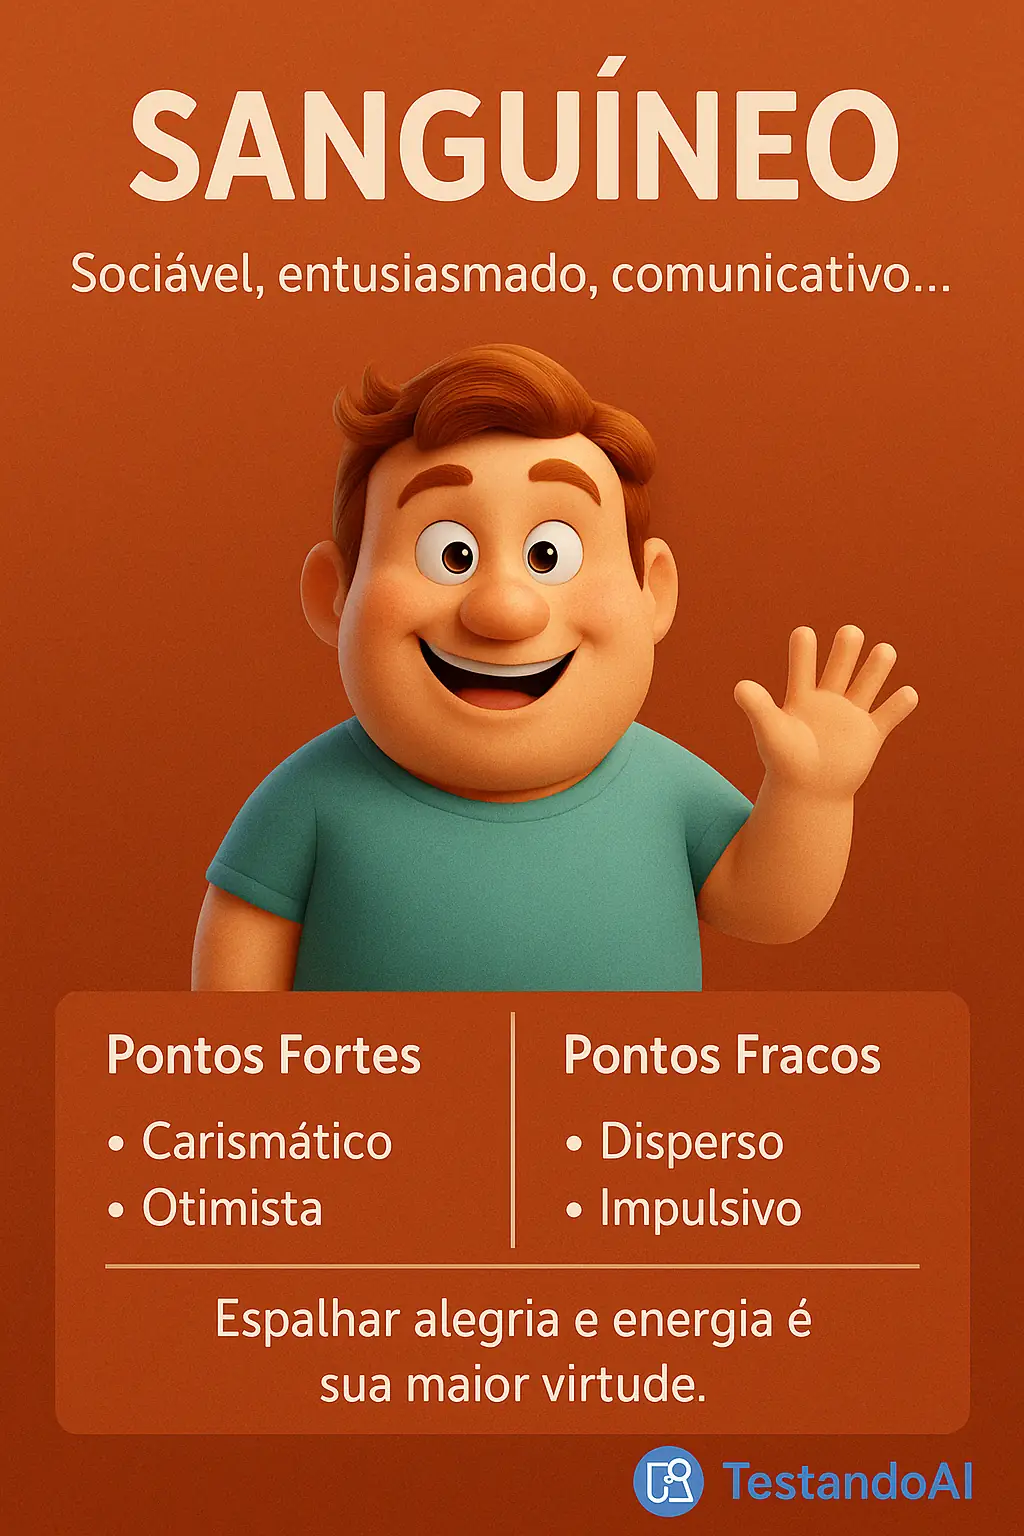 SANGUÍNEO
Sociável, entusiasmado, comunicativo...
Pontos Fortes
• Carismático
• Otimista
Pontos Fracos
• Disperso
• Impulsivo
Espalhar alegria e energia é
sua maior virtude.
TestandoAI